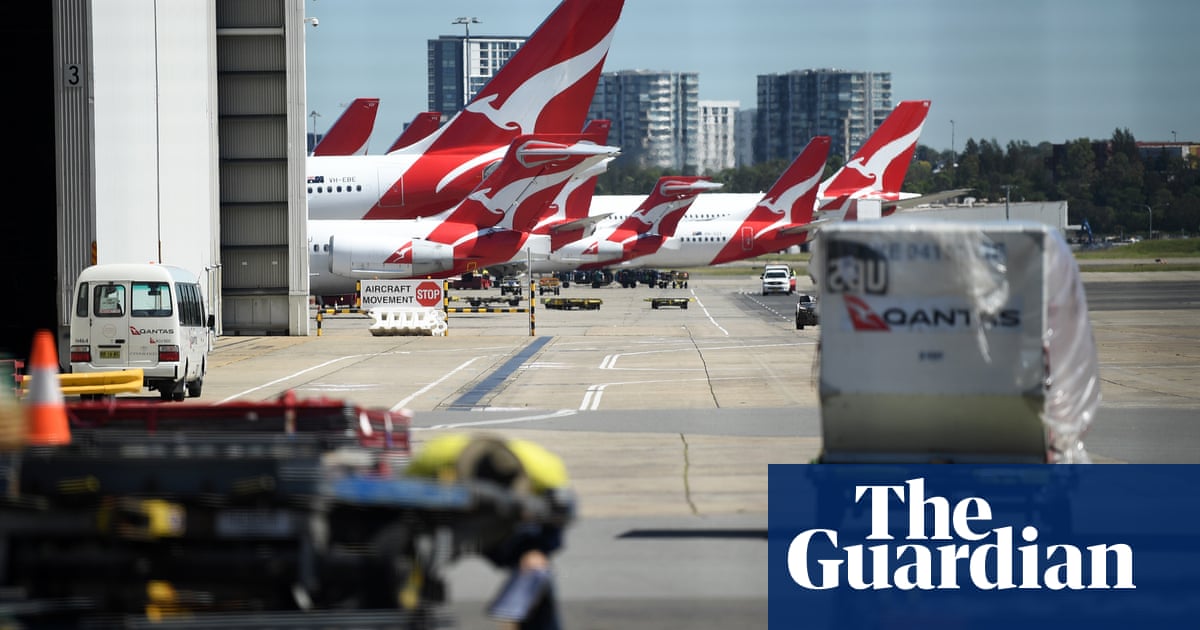 3
VH-EBE
AIRCRAFT
MOVEMENT
STOP
QANTAS
QANTAS
The
Guardian